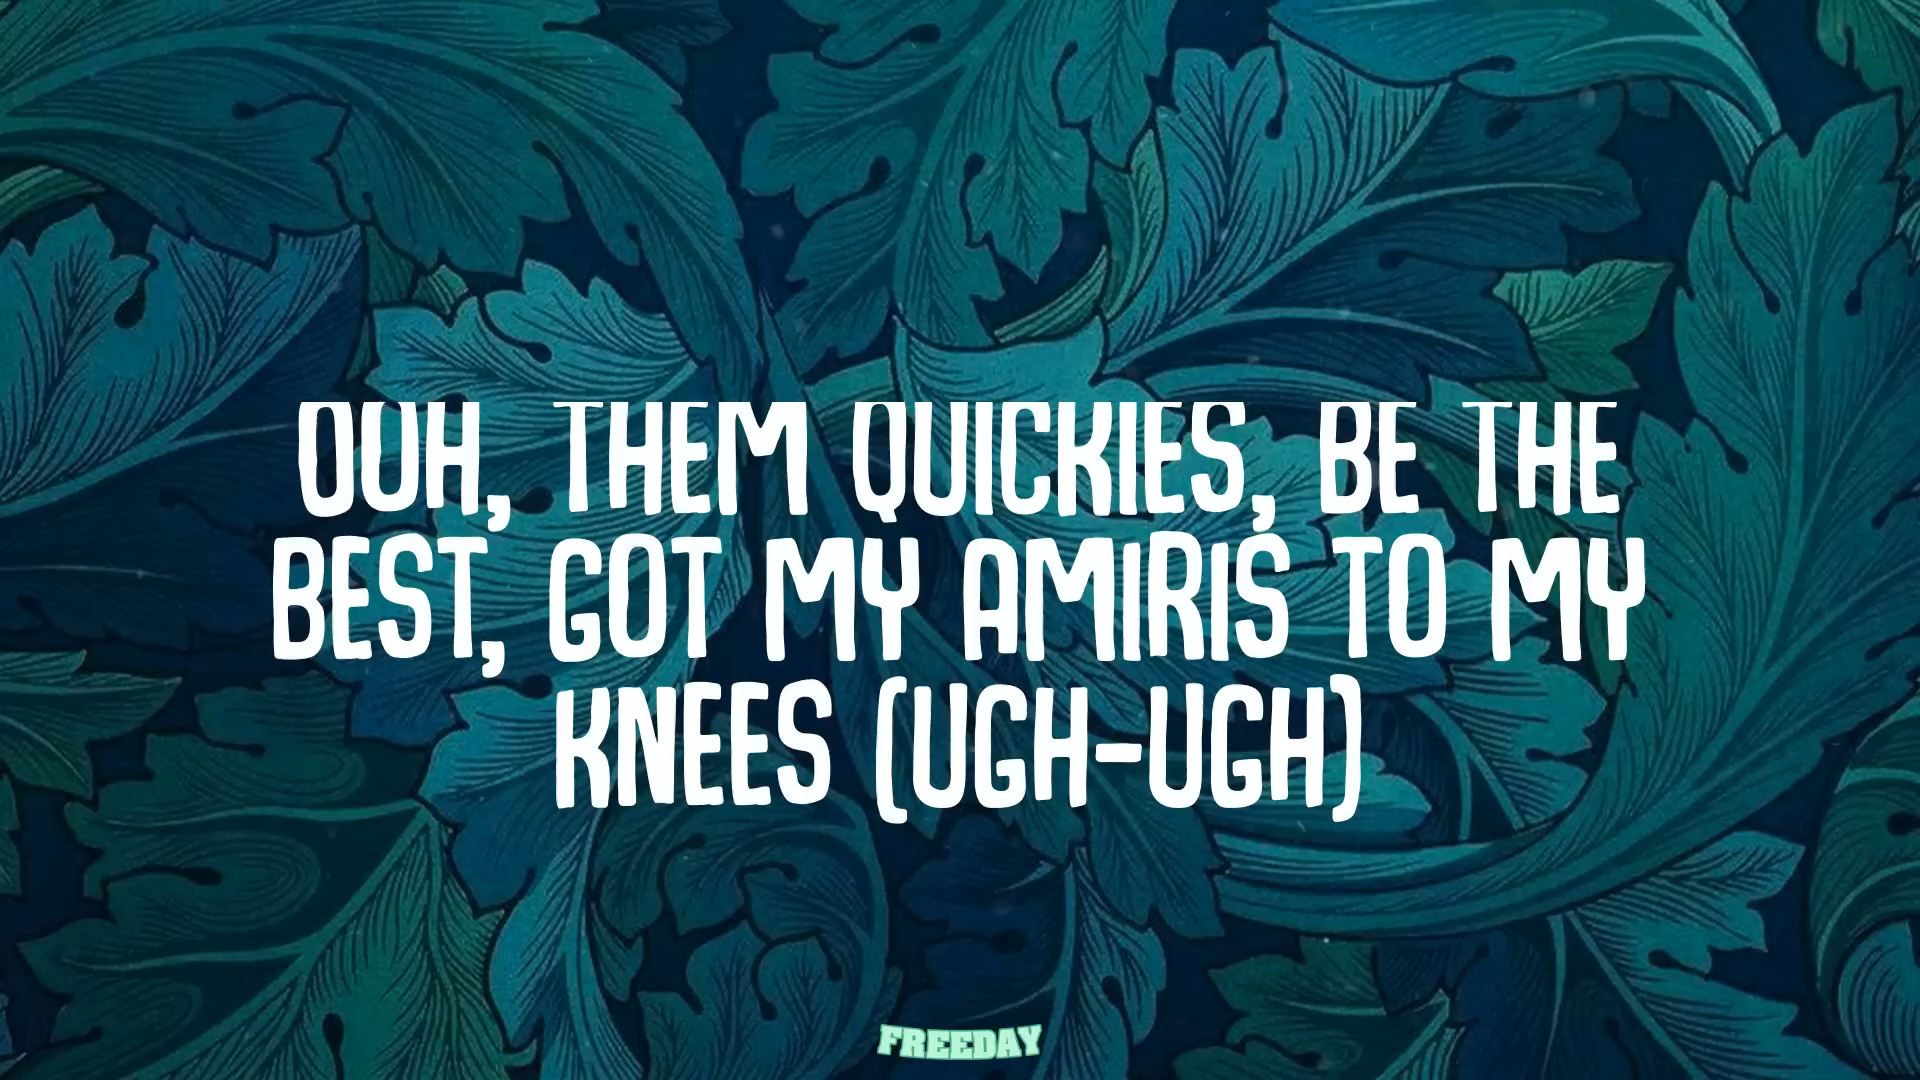 OUH, THEM QUICKIES, BE THE
BEST, GOT MY AMIRIS TO MY
KNEES (UGH-UGH)
FREEDAY